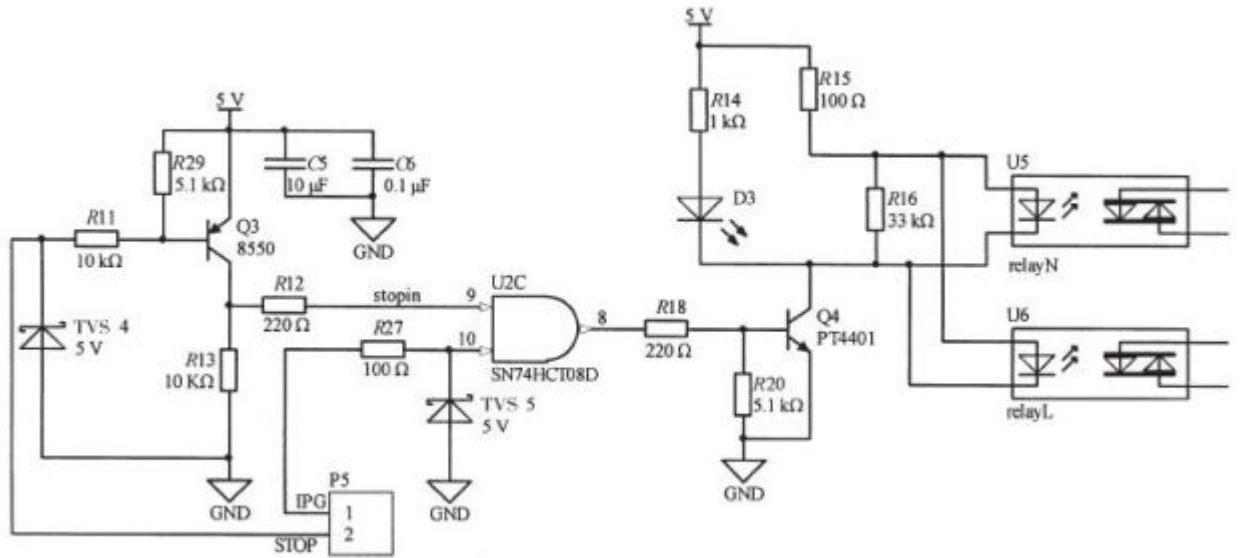 5 V
R29
5.1 kΩ
C5
10 μF
C6
0.1 μF
GND
R11
10 kΩ
Q3
8550
TVS 4
5 V
R12
220 Ω
stopin
R13
10 KΩ
GND
R27
100 Ω
9
10
U2C
8
SN74HCT08D
TVS 5
5 V
GND
P5
IPG
1
2
STOP
R18
220 Ω
R20
5.1 kΩ
GND
Q4
PT4401
5 V
R14
1 kΩ
R15
100 Ω
D3
R16
33 kΩ
U5
relayN
U6
relayL